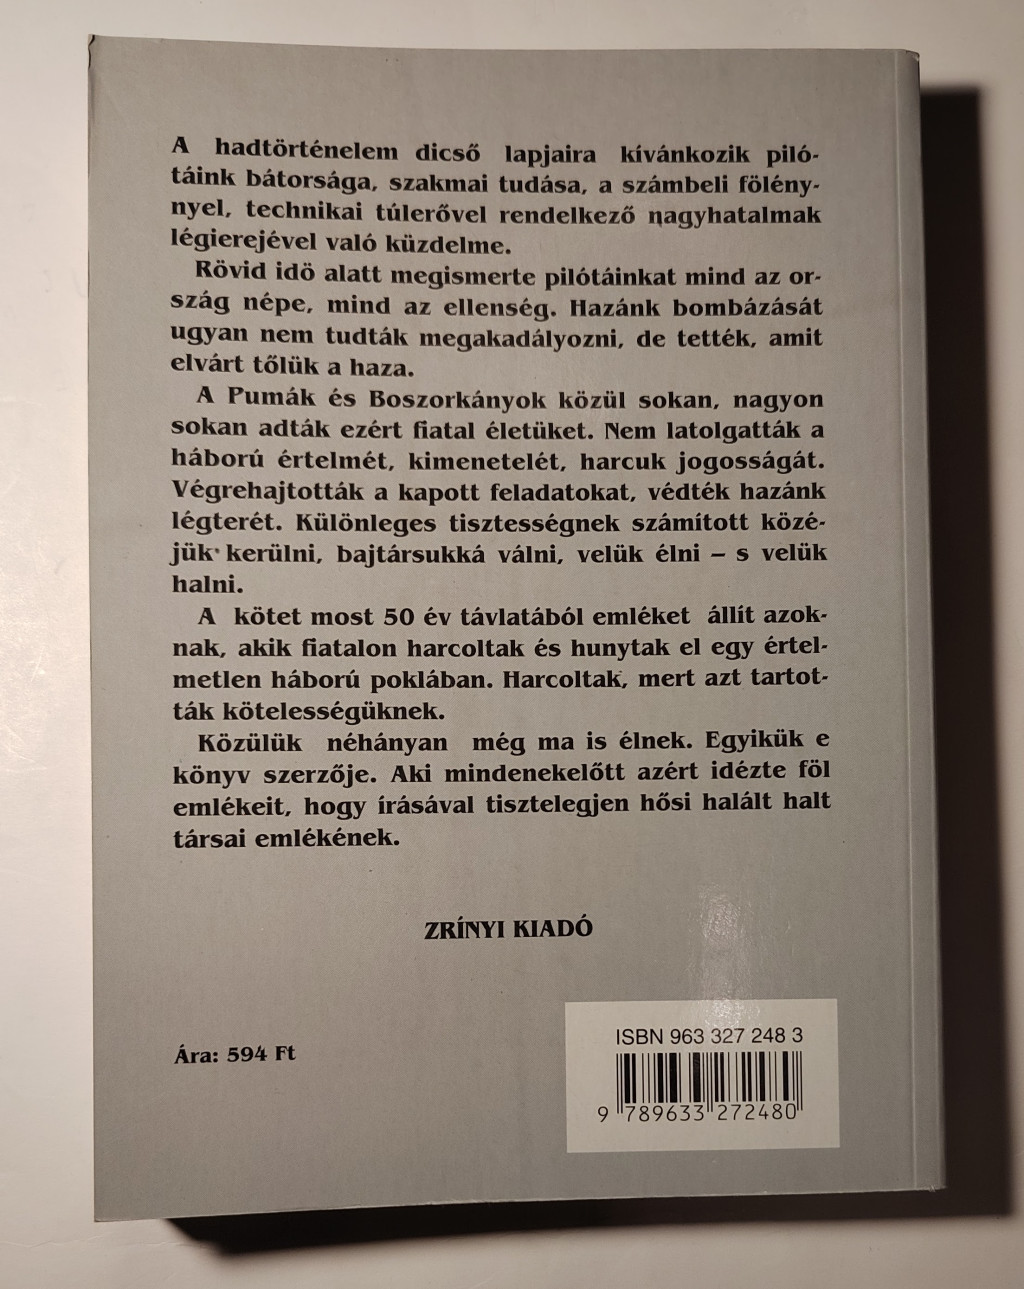 A hadtörténelem dicső lapjaira kívánkozik piló-
táink bátorsága, szakmai tudása, a számbeli fölény-
nyel, technikai túlerővel rendelkező nagyhatalmak
légierejével való küzdelme.
Rövid idö alatt megismerte pilótáinkat mind az or-
szág népe, mind az ellenség. Hazánk bombázását
ugyan nem tudták megakadályozni, de tették, amit
elvárt tőlük a haza.
A Pumák és Boszorkányok közül sokan, nagyon
sokan adták ezért fiatal életüket. Nem latolgatták a
háború értelmét, kimenetelét, harcuk jogosságát.
Végrehajtották a kapott feladatokat, védték hazánk
légterét. Különleges tisztességnek számított közé-
jük kerülni, bajtársukká válni, velük élni – s velük
halni.
A kötet most 50 év távlatából emléket állít azok-
nak, akik fiatalon harcoltak és hunytak el egy értel-
metlen háború poklában. Harcoltak, mert azt tartot-
ták kötelességüknek.
Közülük néhányan még ma is élnek. Egyikük e
könyv szerzője. Aki mindenekelőtt azért idézte föl
emlékeit, hogy írásával tisztelegjen hősi halált halt
társai emlékének.
ZRÍNYI KIADÓ
Ára: 594 Ft
ISBN 963 327 248 3
9 789633 272480